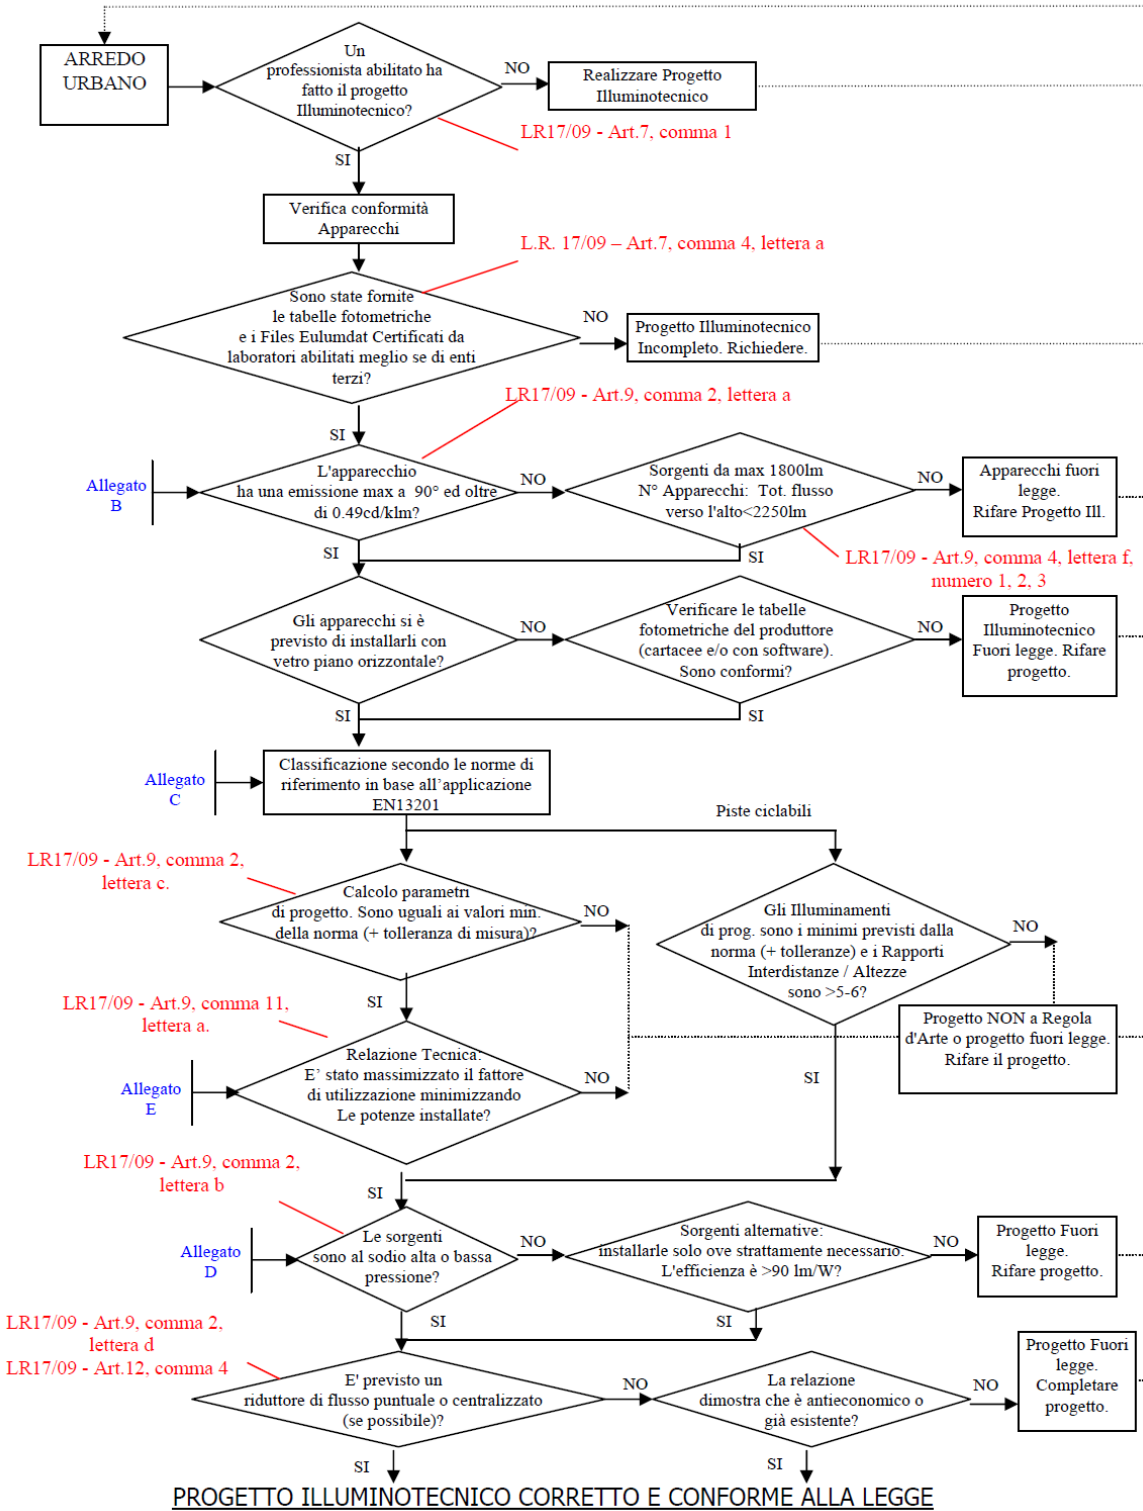 ARREDO
URBANO
Un
professionista abilitato ha
fatto il progetto
Illuminotecnico?
NO
Realizzare Progetto
Illuminotecnico
LR17/09 - Art.7, comma 1
SI
Verifica conformità
Apparecchi
L.R. 17/09 – Art.7, comma 4, lettera a
Sono state fornite
le tabelle fotometriche
e i Files Eulumdat Certificati da
laboratori abilitati meglio se di enti
terzi?
NO
Progetto Illuminotecnico
Incompleto. Richiedere.
LR17/09 - Art.9, comma 2, lettera a
SI
Allegato
B
L'apparecchio
ha una emissione max a 90° ed oltre
di 0.49cd/klm?
NO
Sorgenti da max 1800lm
N° Apparecchi: Tot. flusso
verso l'alto<2250lm
NO
Apparecchi fuori
legge.
Rifare Progetto Ill.
SI
SI
LR17/09 - Art.9, comma 4, lettera f,
numero 1, 2, 3
Gli apparecchi si è
previsto di installarli con
vetro piano orizzontale?
NO
Verificare le tabelle
fotometriche del produttore
(cartacee e/o con software).
Sono conformi?
NO
Progetto
Illuminotecnico
Fuori legge. Rifare
progetto.
SI
SI
Allegato
C
Classificazione secondo le norme di
riferimento in base all’applicazione
EN13201
Piste ciclabili
LR17/09 - Art.9, comma 2,
lettera c.
Calcolo parametri
di progetto. Sono uguali ai valori min.
della norma (+ tolleranza di misura)?
NO
Gli Illuminamenti
di prog. sono i minimi previsti dalla
norma (+ tolleranze) e i Rapporti
Interdistanze / Altezze
sono >5-6?
NO
SI
LR17/09 - Art.9, comma 11,
lettera a.
Progetto NON a Regola
d'Arte o progetto fuori legge.
Rifare il progetto.
Allegato
E
Relazione Tecnica:
E’ stato massimizzato il fattore
di utilizzazione minimizzando
Le potenze installate?
NO
SI
LR17/09 - Art.9, comma 2,
lettera b
SI
Allegato
D
Le sorgenti
sono al sodio alta o bassa
pressione?
NO
Sorgenti alternative:
installarle solo ove strattamente necessario.
L'efficienza è >90 lm/W?
NO
Progetto Fuori
legge.
Rifare progetto.
SI
SI
LR17/09 - Art.9, comma 2,
lettera d
LR17/09 - Art.12, comma 4
E' previsto un
riduttore di flusso puntuale o centralizzato
(se possibile)?
NO
La relazione
dimostra che è antieconomico o
già esistente?
NO
Progetto Fuori
legge.
Completare
progetto.
SI
SI
PROGETTO ILLUMINOTECNICO CORRETTO E CONFORME ALLA LEGGE